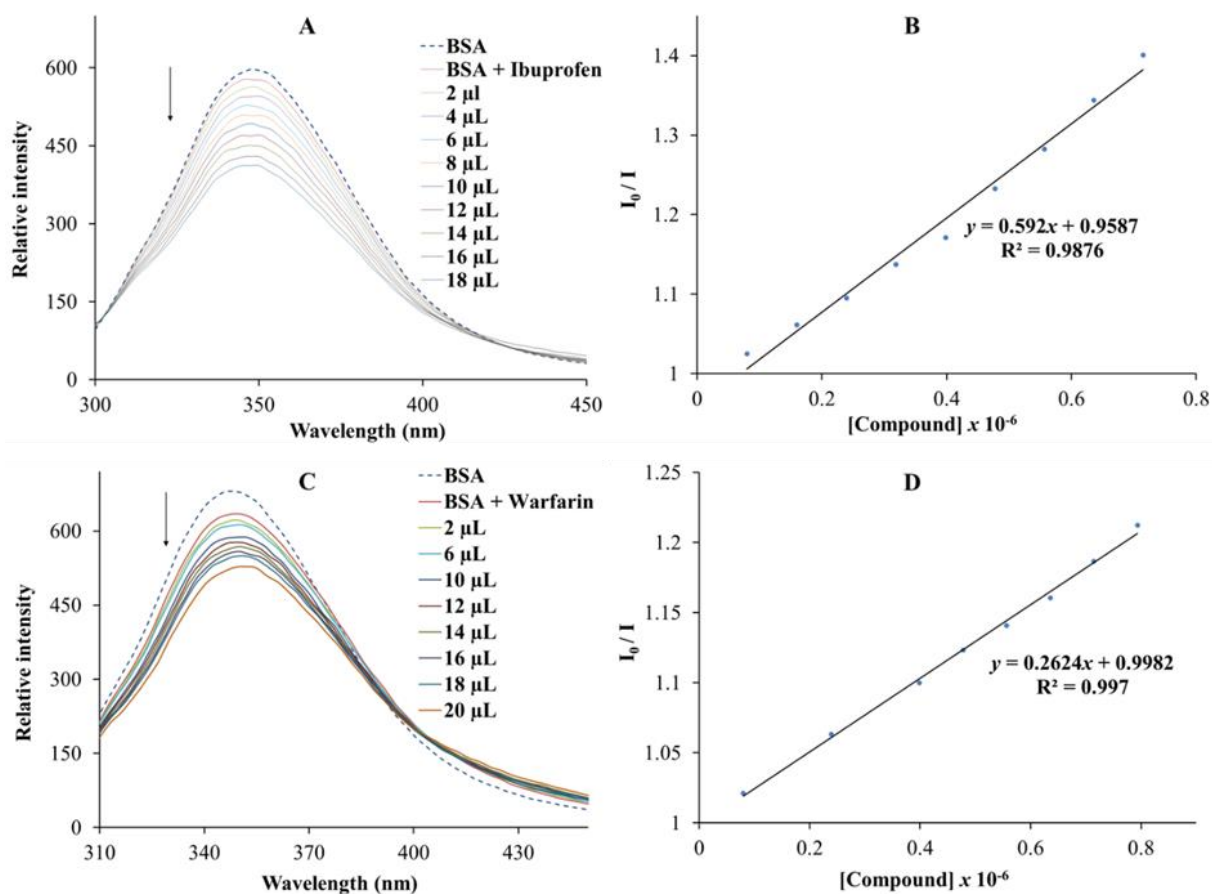 A
BSA
BSA + Ibuprofen
2 µl
4 µL
6 µL
8 µL
10 µL
12 µL
14 µL
16 µL
18 µL
600
450
300
150
0
300
350
400
450
Relative intensity
Wavelength (nm)
B
1.4
1.3
1.2
1.1
1
0
0.2
0.4
0.6
0.8
I₀ / I
y = 0.592x + 0.9587
R² = 0.9876
[Compound] x 10⁻⁶
C
BSA
BSA + Warfarin
2 µL
6 µL
10 µL
12 µL
14 µL
16 µL
18 µL
20 µL
600
450
300
150
0
310
340
370
400
430
Relative intensity
Wavelength (nm)
D
1.25
1.2
1.15
1.1
1.05
1
0
0.2
0.4
0.6
0.8
I₀ / I
y = 0.2624x + 0.9982
R² = 0.997
[Compound] x 10⁻⁶